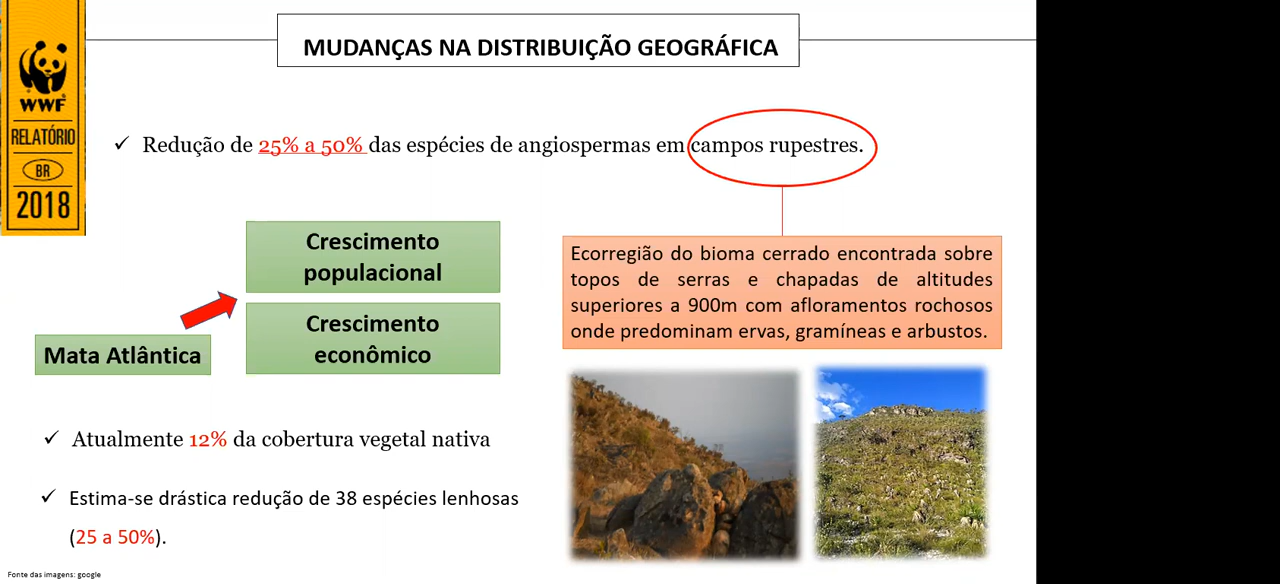 WWF
RELATÓRIO
BR
2018
MUDANÇAS NA DISTRIBUIÇÃO GEOGRÁFICA
✓ Redução de 25% a 50% das espécies de angiospermas em campos rupestres.
Crescimento
populacional
Crescimento
econômico
Mata Atlântica
Ecorregião do bioma cerrado encontrada sobre
topos de serras e chapadas de altitudes
superiores a 900m com afloramentos rochosos
onde predominam ervas, gramíneas e arbustos.
✓ Atualmente 12% da cobertura vegetal nativa
✓ Estima-se drástica redução de 38 espécies lenhosas
(25 a 50%).
Fonte das imagens: google